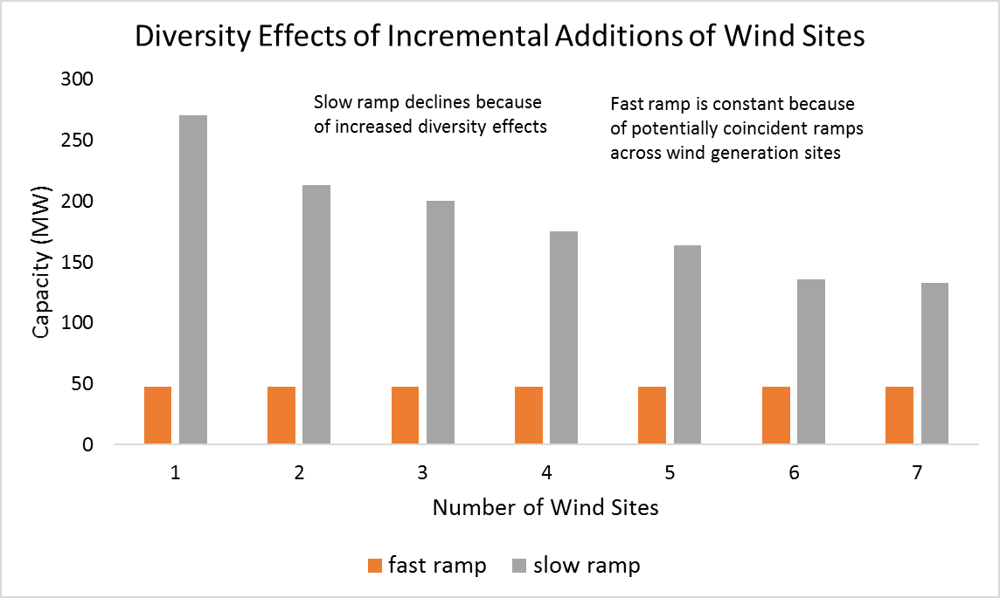 Diversity Effects of Incremental Additions of Wind Sites
300
250
200
150
100
50
0
Capacity (MW)
Slow ramp declines because
of increased diversity effects
Fast ramp is constant because
of potentially coincident ramps
across wind generation sites
1 2 3 4 5 6 7
Number of Wind Sites
fast ramp slow ramp